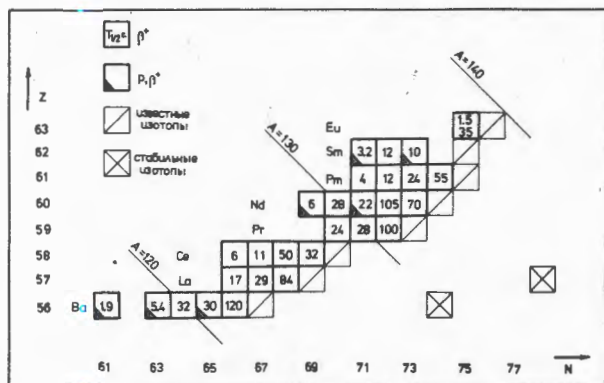 T1/2 c. β⁺
P, β⁺
известные изотопы
стабильные изотопы
Z
63
62
61
60
59
58
57
56
A=140
A=130
A=120
Eu 1.5 35
Sm 3.2 12 10
Pm 4 12 24 55
Nd 6 28 22 105 70
Pr 24 28 100
Ce 6 11 50 32
La 17 29 84
Ba 1.9 5.4 32 30 120
61 63 65 67 69 71 73 75 77 N